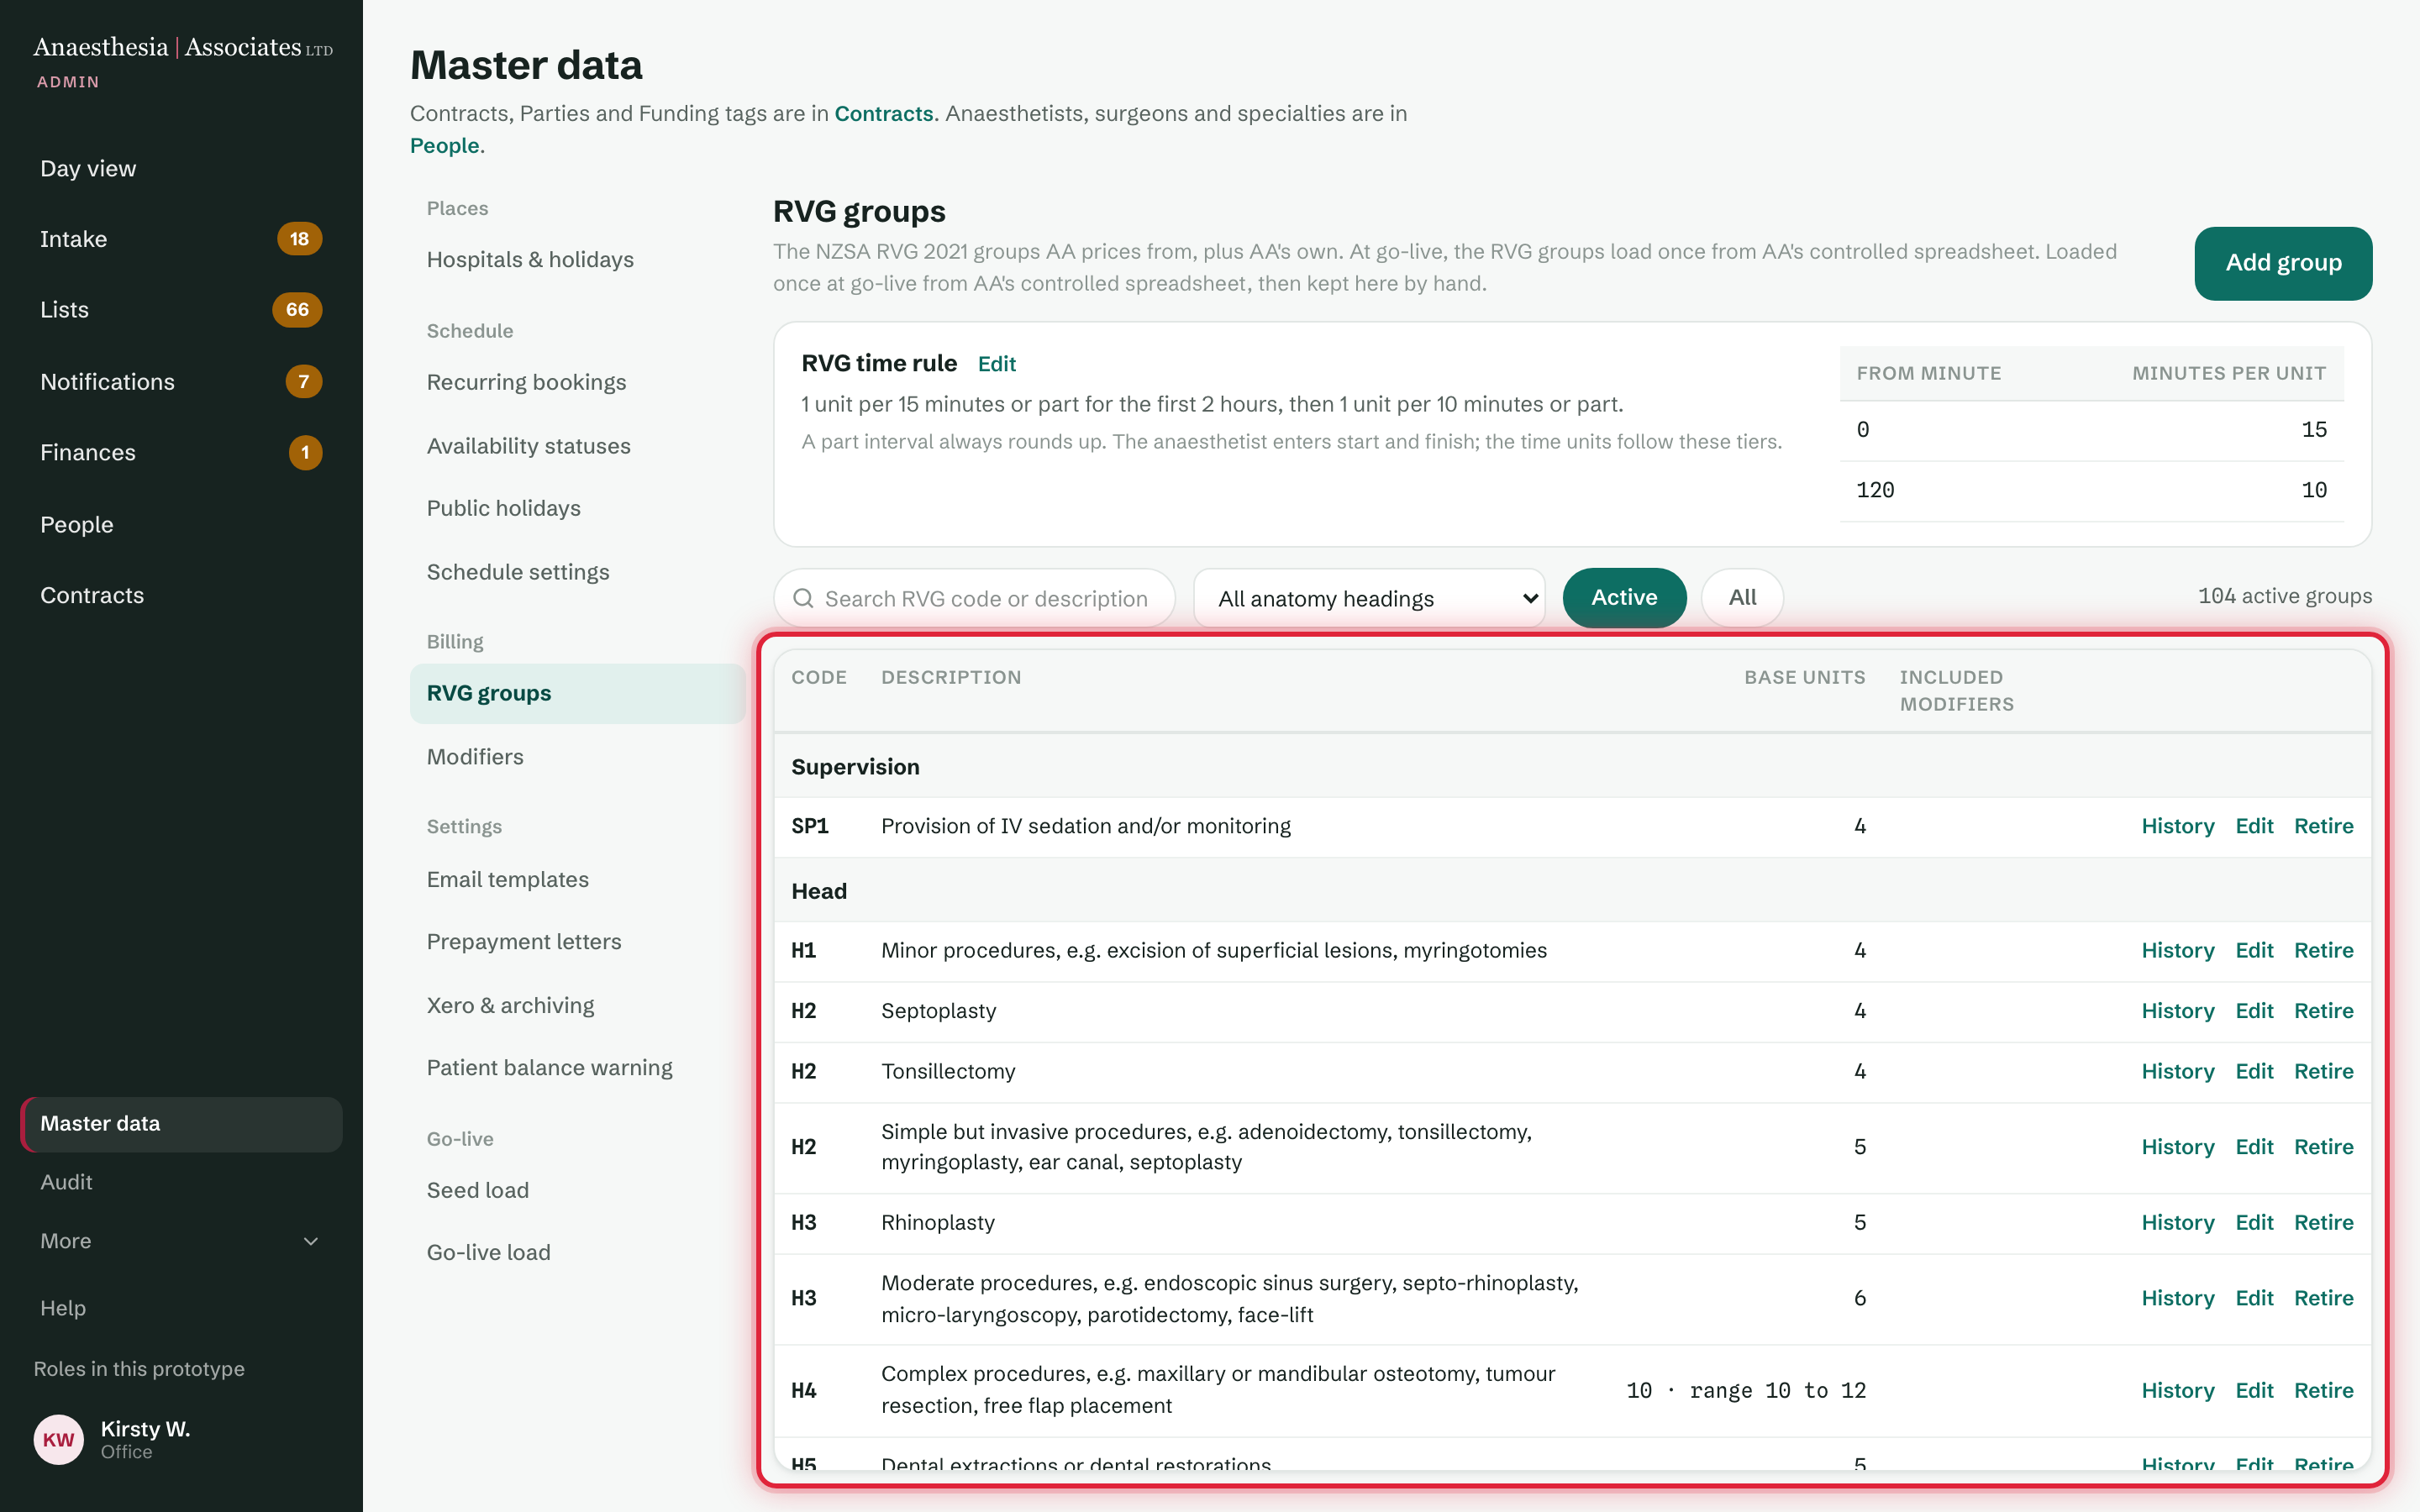 Anaesthesia | Associates LTD
ADMIN
Day view
Intake 18
Lists 66
Notifications 7
Finances 1
People
Contracts
Master data
Audit
More
Help
Roles in this prototype
KW
Kirsty W.
Office
Master data
Contracts, Parties and Funding tags are in Contracts. Anaesthetists, surgeons and specialties are in
People.
Places
Hospitals & holidays
Schedule
Recurring bookings
Availability statuses
Public holidays
Schedule settings
Billing
RVG groups
Modifiers
Settings
Email templates
Prepayment letters
Xero & archiving
Patient balance warning
Go-live
Seed load
Go-live load
RVG groups
The NZSA RVG 2021 groups AA prices from, plus AA's own. At go-live, the RVG groups load once from AA's controlled spreadsheet. Loaded
once at go-live from AA's controlled spreadsheet, then kept here by hand.
Add group
RVG time rule Edit
1 unit per 15 minutes or part for the first 2 hours, then 1 unit per 10 minutes or part.
A part interval always rounds up. The anaesthetist enters start and finish; the time units follow these tiers.
FROM MINUTE MINUTES PER UNIT
0 15
120 10
Search RVG code or description
All anatomy headings
Active
All
104 active groups
CODE DESCRIPTION BASE UNITS INCLUDED
MODIFIERS
Supervision
SP1 Provision of IV sedation and/or monitoring 4 History Edit Retire
Head
H1 Minor procedures, e.g. excision of superficial lesions, myringotomies 4 History Edit Retire
H2 Septoplasty 4 History Edit Retire
H2 Tonsillectomy 4 History Edit Retire
H2 Simple but invasive procedures, e.g. adenoidectomy, tonsillectomy,
myringoplasty, ear canal, septoplasty 5 History Edit Retire
H3 Rhinoplasty 5 History Edit Retire
H3 Moderate procedures, e.g. endoscopic sinus surgery, septo-rhinoplasty,
micro-laryngoscopy, parotidectomy, face-lift 6 History Edit Retire
H4 Complex procedures, e.g. maxillary or mandibular osteotomy, tumour
resection, free flap placement 10 · range 10 to 12 History Edit Retire
H5 Dental extractions or dental restorations 5 History Edit Retire